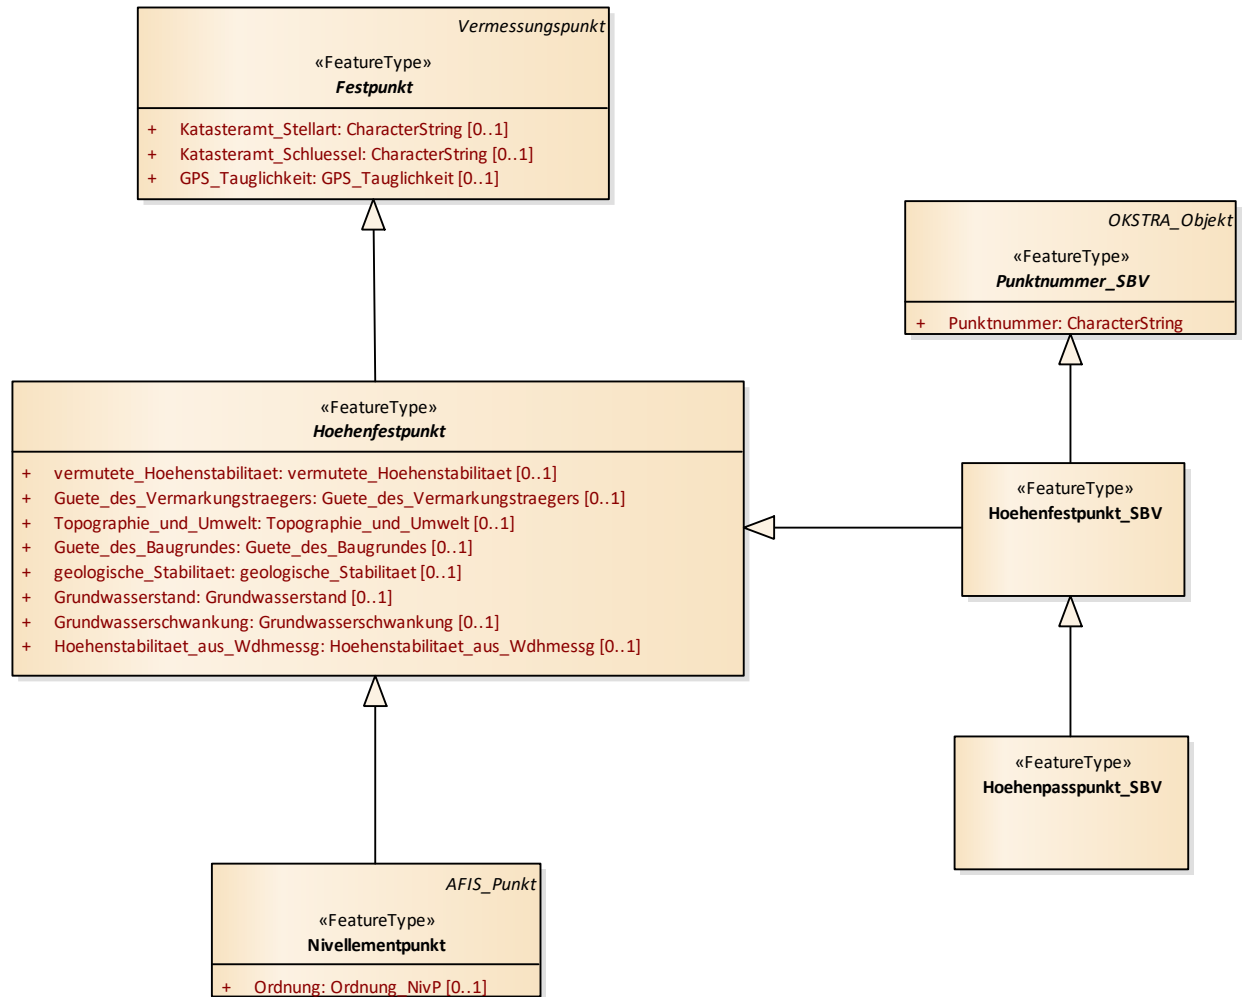 Vermessungspunkt
«FeatureType»
Festpunkt
+ Katasteramt_Stellart: CharacterString [0..1]
+ Katasteramt_Schluessel: CharacterString [0..1]
+ GPS_Tauglichkeit: GPS_Tauglichkeit [0..1]
OKSTRA_Objekt
«FeatureType»
Punktnummer_SBV
+ Punktnummer: CharacterString
«FeatureType»
Hoehenfestpunkt
+ vermutete_Hoehenstabilitaet: vermutete_Hoehenstabilitaet [0..1]
+ Guete_des_Vermarkungstraegers: Guete_des_Vermarkungstraegers [0..1]
+ Topographie_und_Umwelt: Topographie_und_Umwelt [0..1]
+ Guete_des_Baugrundes: Guete_des_Baugrundes [0..1]
+ geologische_Stabilitaet: geologische_Stabilitaet [0..1]
+ Grundwasserstand: Grundwasserstand [0..1]
+ Grundwasserschwankung: Grundwasserschwankung [0..1]
+ Hoehenstabilitaet_aus_Wdhmessg: Hoehenstabilitaet_aus_Wdhmessg [0..1]
«FeatureType»
Hoehenfestpunkt_SBV
«FeatureType»
Hoehenpasspunkt_SBV
AFIS_Punkt
«FeatureType»
Nivellementpunkt
+ Ordnung: Ordnung_NivP [0..1]